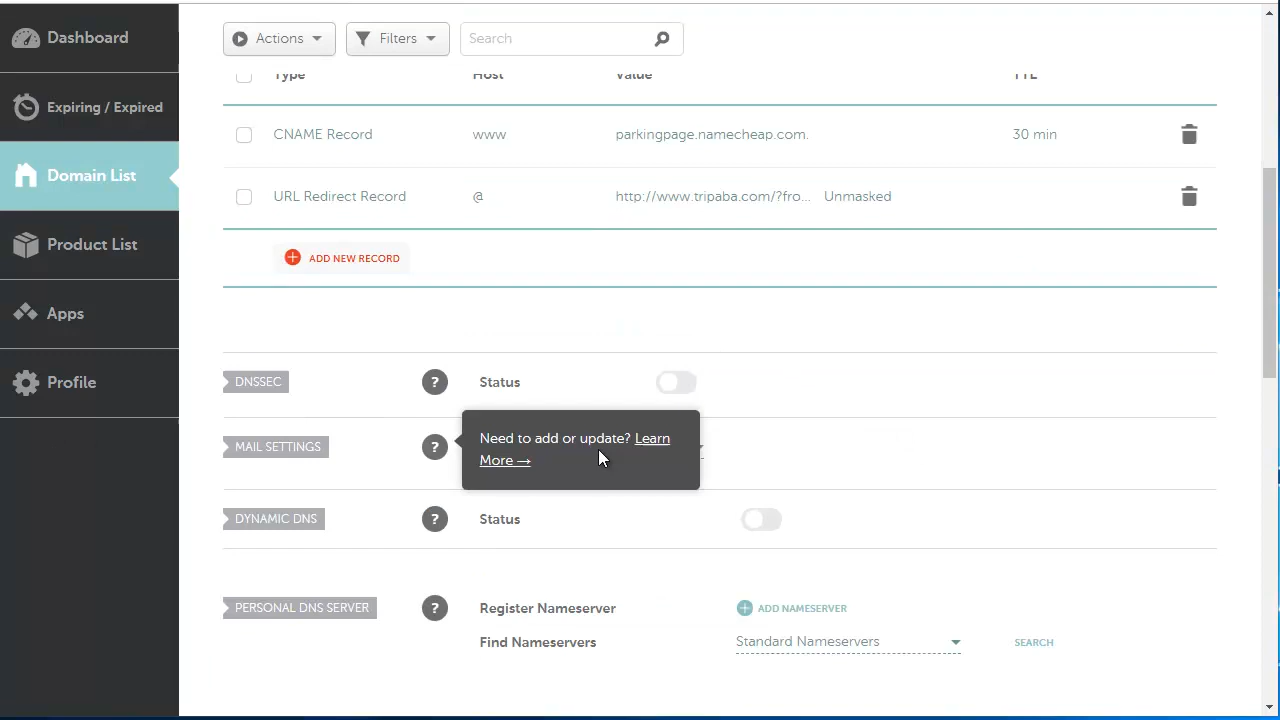 Dashboard
Actions
Filters
Search
Type Host Value TTL
Expiring / Expired
CNAME Record www parkingpage.namecheap.com. 30 min
Domain List
URL Redirect Record @ http://www.tripaba.com/?fro... Unmasked
Product List
ADD NEW RECORD
Apps
Profile
DNSSEC ? Status
MAIL SETTINGS ? Need to add or update? Learn
More →
DYNAMIC DNS ? Status
PERSONAL DNS SERVER ? Register Nameserver ADD NAMESERVER
Find Nameservers Standard Nameservers SEARCH